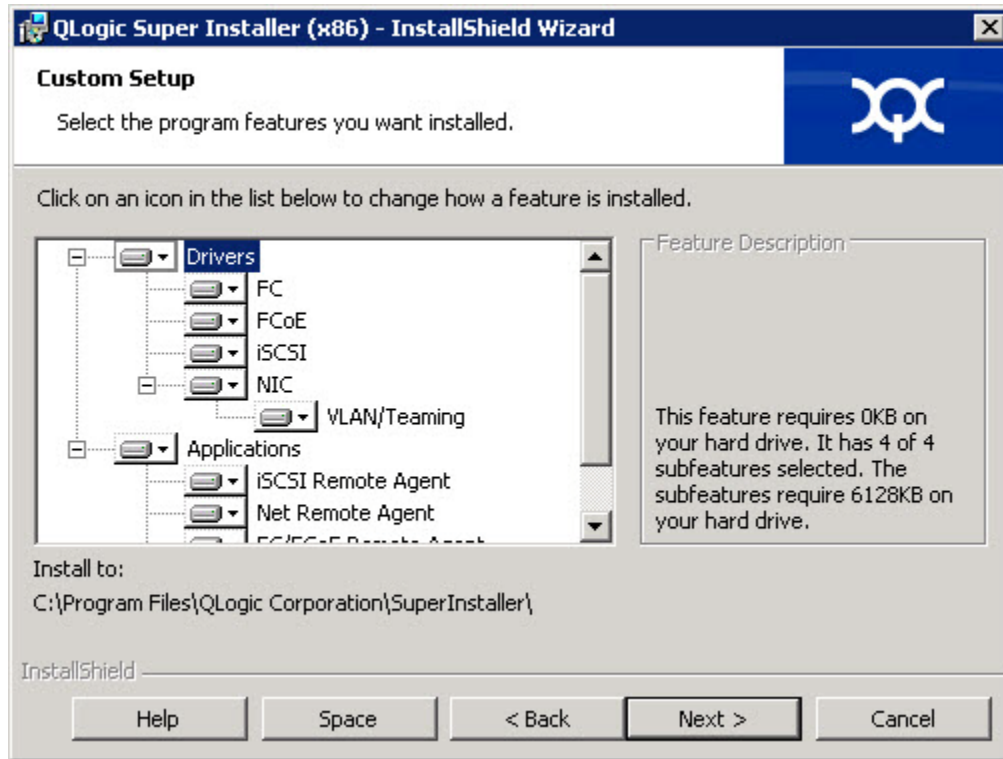 QLogic Super Installer (x86) - InstallShield Wizard
Custom Setup
Select the program features you want installed.
Click on an icon in the list below to change how a feature is installed.
Drivers
FC
FCoE
iSCSI
NIC
VLAN/Teaming
Applications
iSCSI Remote Agent
Net Remote Agent
FC/FCoE Remote Agent
Feature Description
This feature requires 0KB on
your hard drive. It has 4 of 4
subfeatures selected. The
subfeatures require 6128KB on
your hard drive.
Install to:
C:\Program Files\QLogic Corporation\SuperInstaller\
InstallShield
Help
Space
< Back
Next >
Cancel